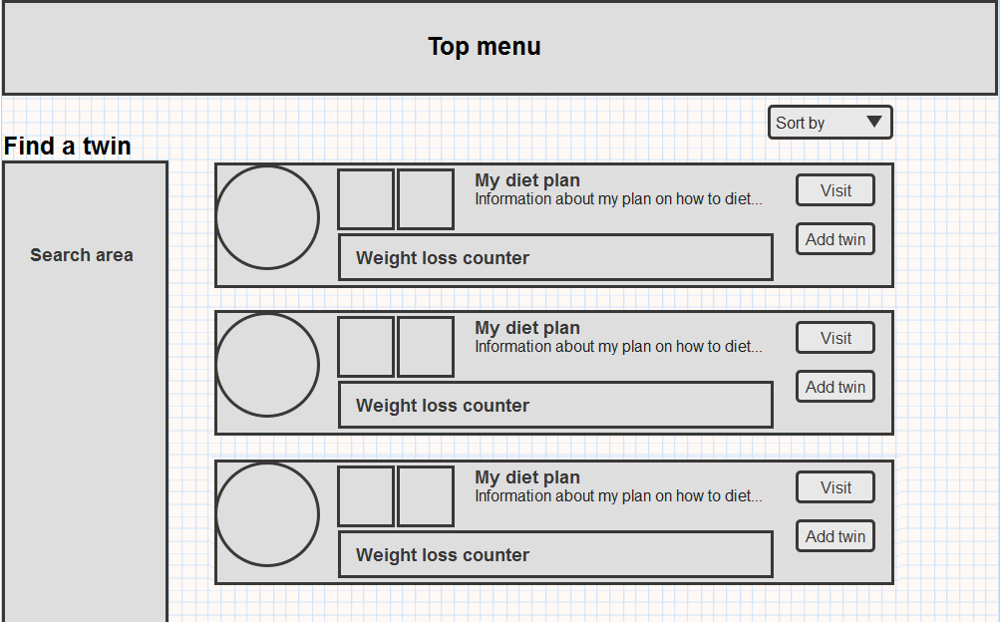 Top menu
Sort by
Find a twin
Search area
My diet plan
Information about my plan on how to diet...
Visit
Add twin
Weight loss counter
My diet plan
Information about my plan on how to diet...
Visit
Add twin
Weight loss counter
My diet plan
Information about my plan on how to diet...
Visit
Add twin
Weight loss counter